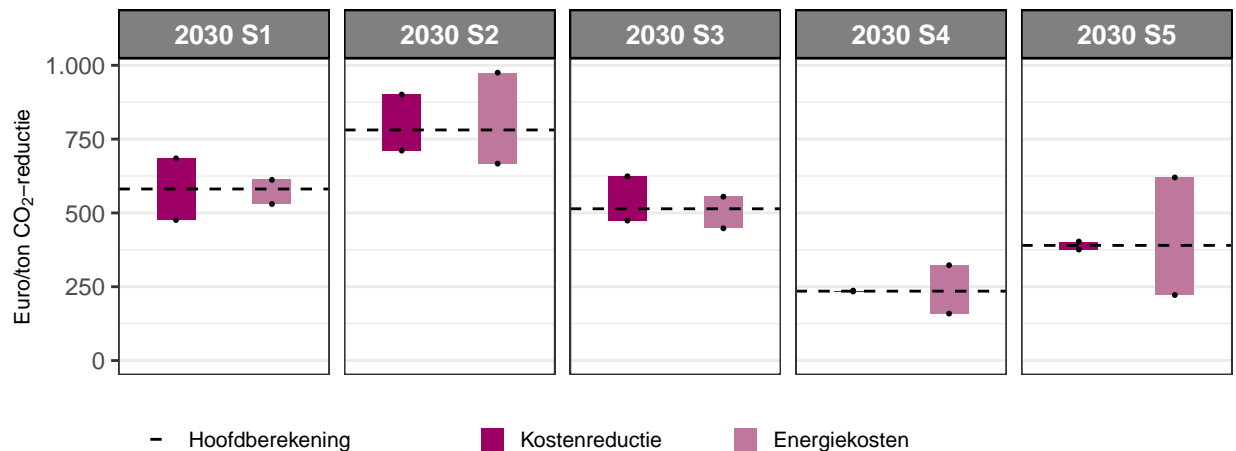 2030 S1 2030 S2 2030 S3 2030 S4 2030 S5
1.000
750
500
250
0
Euro/ton CO₂−reductie
Hoofdberekening Kostenreductie Energiekosten